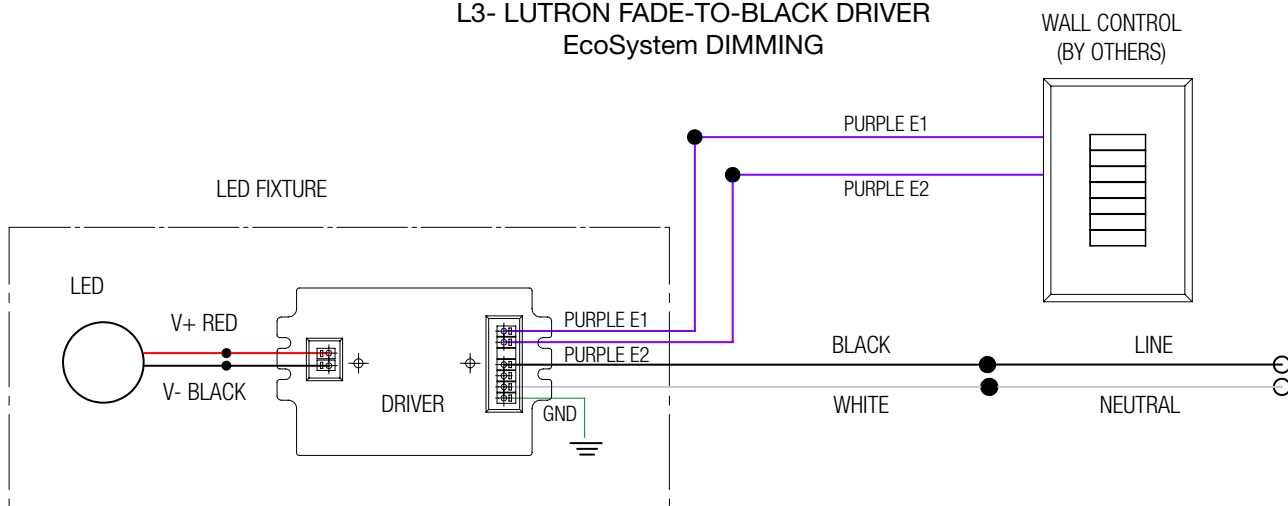 L3- LUTRON FADE-TO-BLACK DRIVER
EcoSystem DIMMING
WALL CONTROL
(BY OTHERS)
PURPLE E1
PURPLE E2
LED FIXTURE
LED
V+ RED
V- BLACK
DRIVER
PURPLE E1
PURPLE E2
GND
BLACK
LINE
WHITE
NEUTRAL